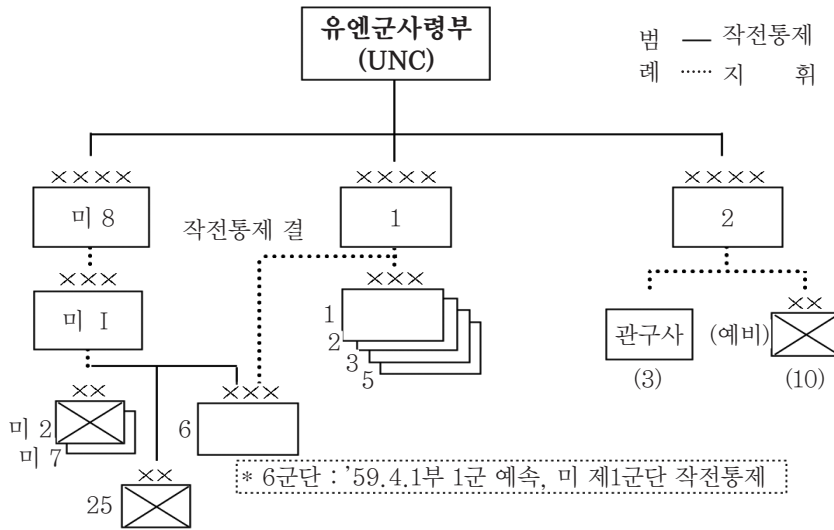 유엔군사령부
(UNC)
범 — 작전통제
례 ······ 지 휘
×××× ×××× ××××
미 8 1 2
작전통제 결
××× ×××
미 I
1
2
3
5
××
관구사 (예비)
(3) (10)
×× ×××
미 2
미 7
6
××
25
* 6군단 : '59.4.1부 1군 예속, 미 제1군단 작전통제